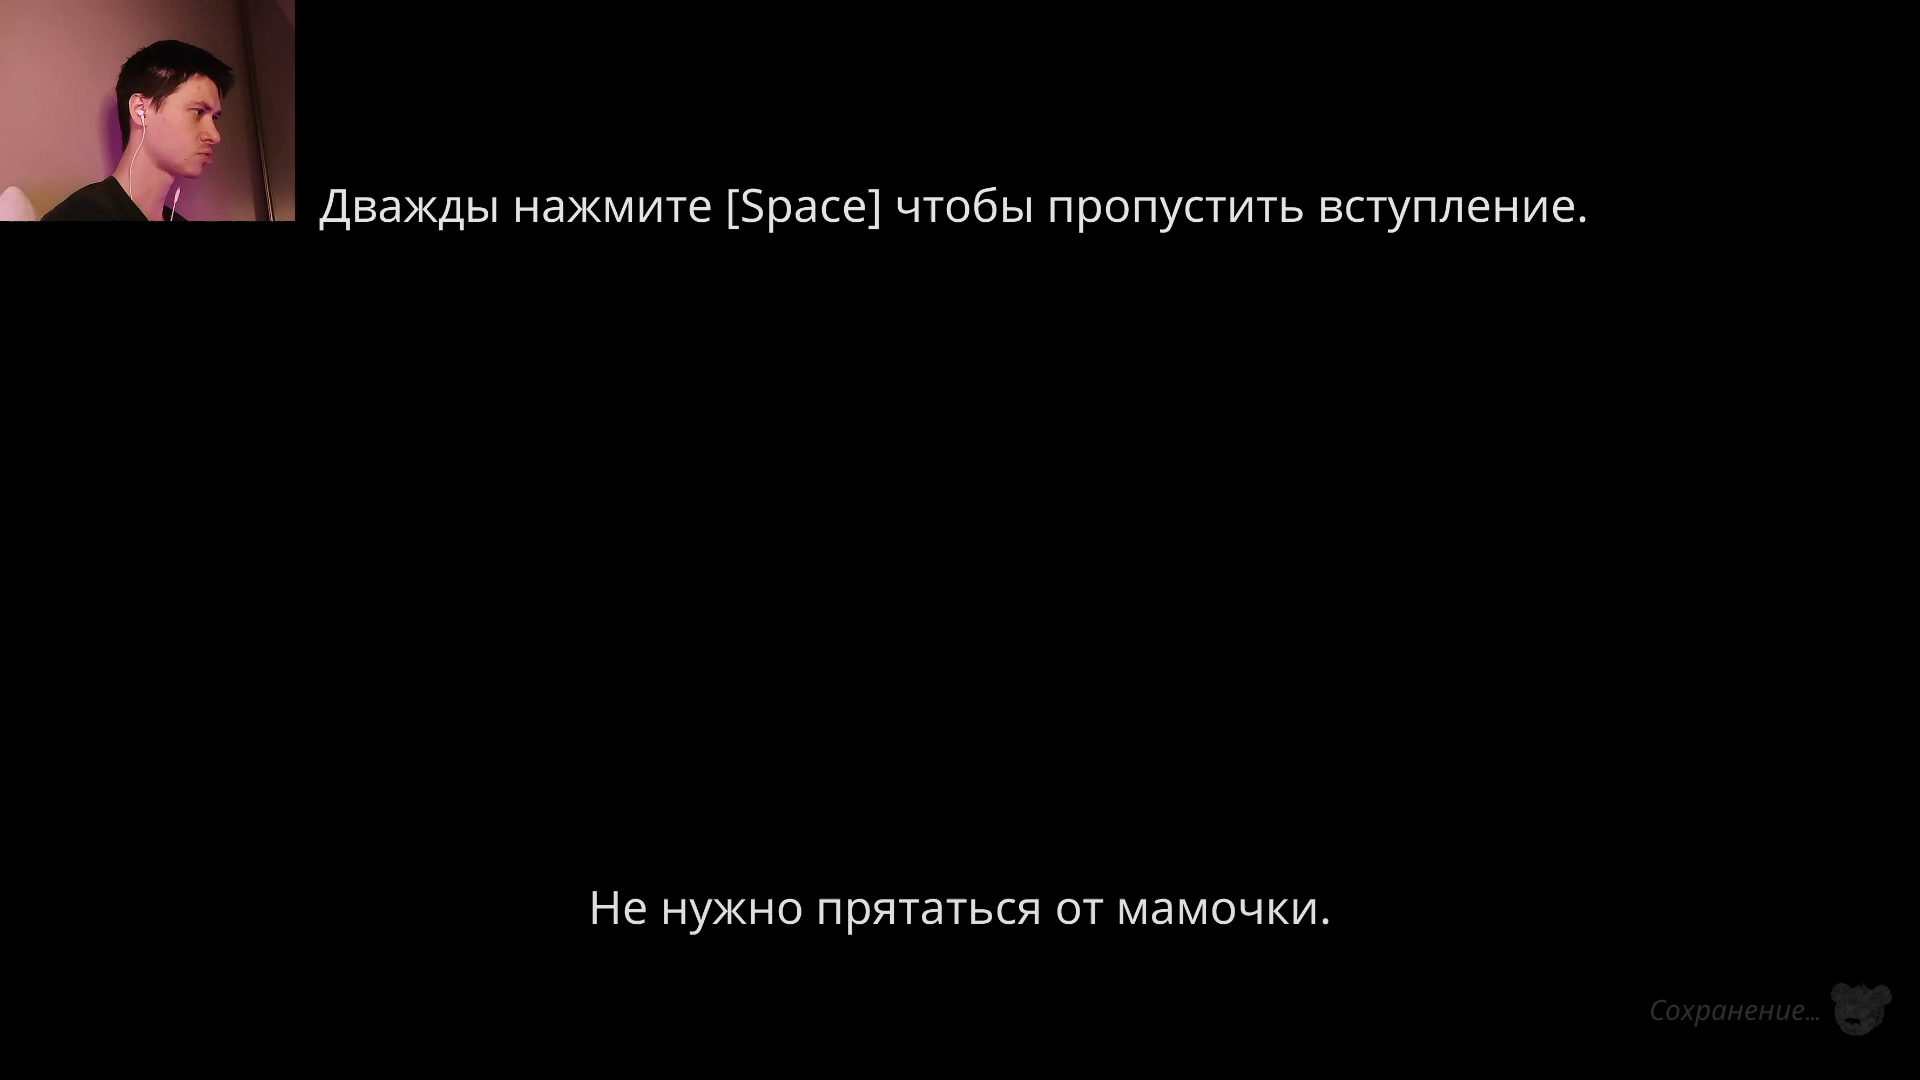 Дважды нажмите [Space] чтобы пропустить вступление.
Не нужно прятаться от мамочки.
Сохранение...